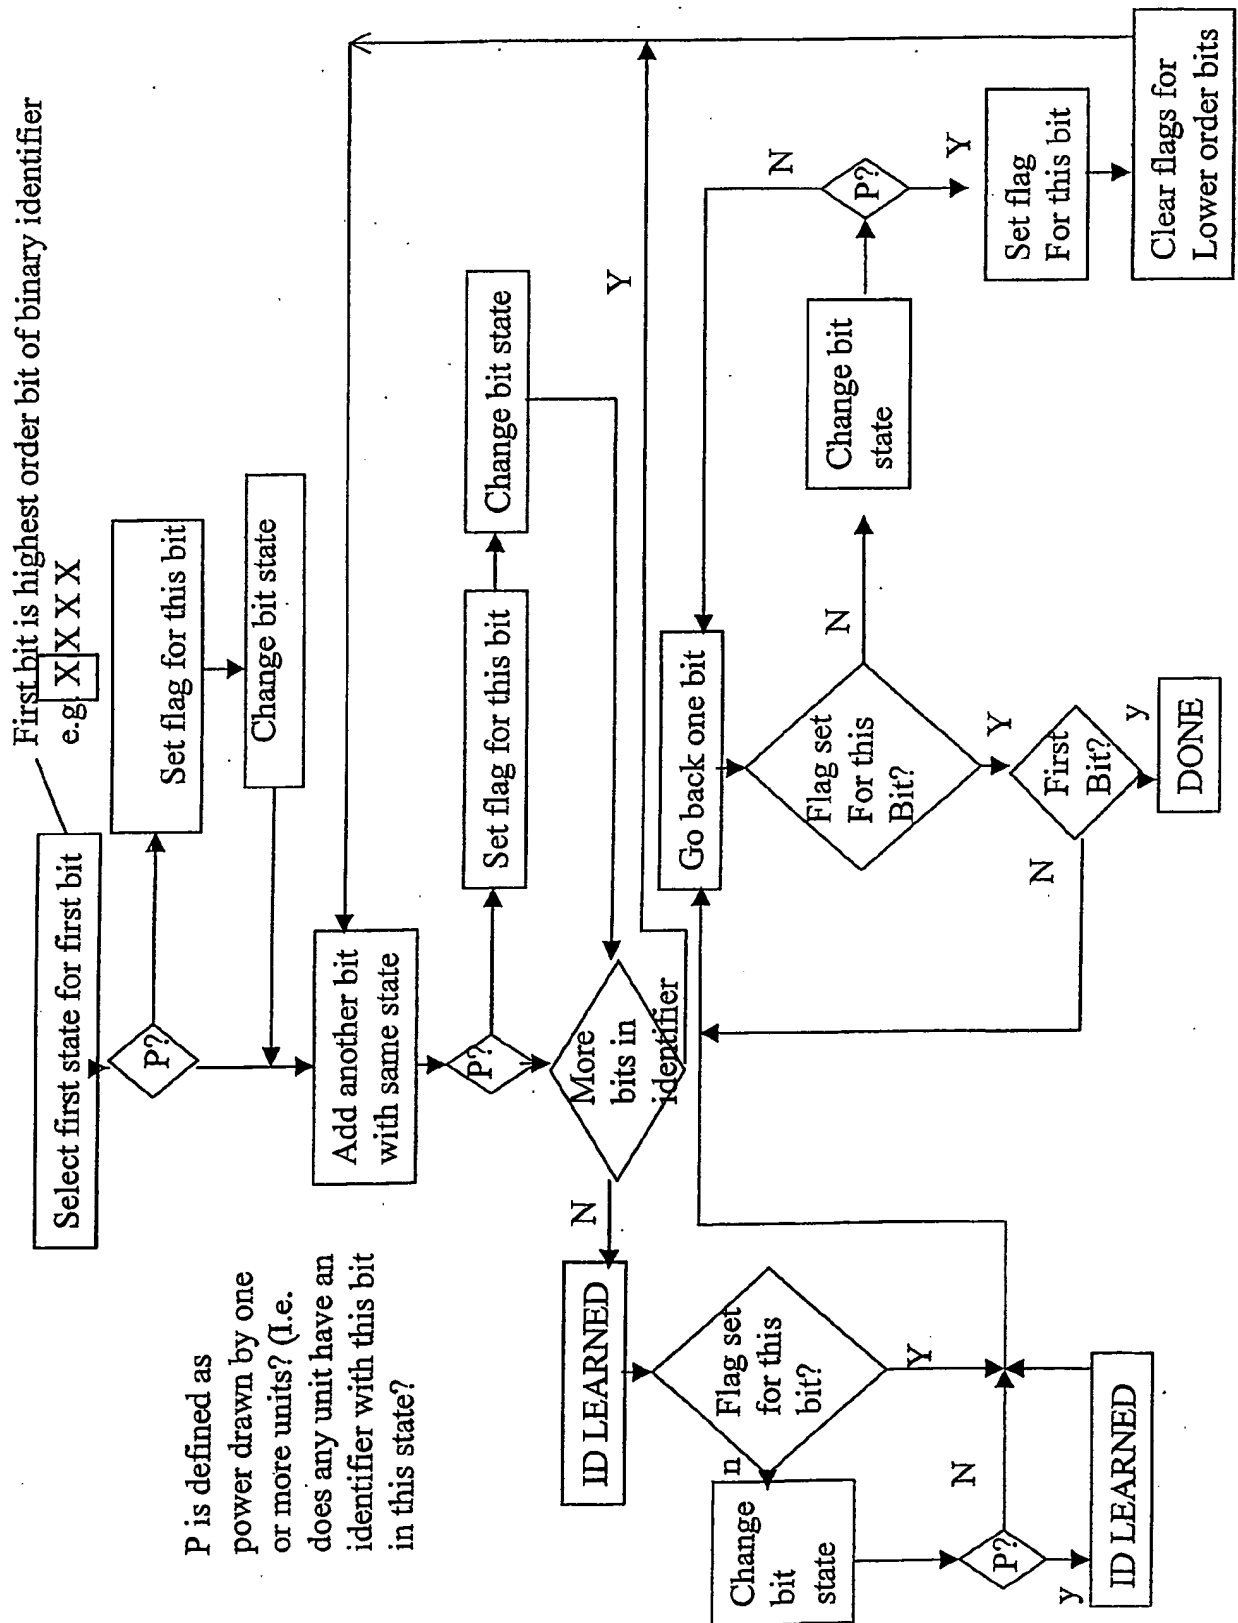 First bit is highest order bit of binary identifier
e.g. X X X X
Select first state for first bit
P?
Set flag for this bit
Change bit state
Add another bit
with same state
P?
Set flag for this bit
Change bit state
More
bits in
identifier
Y
N
P is defined as
power drawn by one
or more units? (I.e.
does any unit have an
identifier with this bit
in this state?
ID LEARNED
Flag set
for this
bit?
n
Y
Change
bit
state
P?
N
y
ID LEARNED
Go back one bit
Flag set
For this
Bit?
N
Y
First
Bit?
N
y
DONE
Change bit
state
P?
N
Y
Set flag
For this bit
Clear flags for
Lower order bits